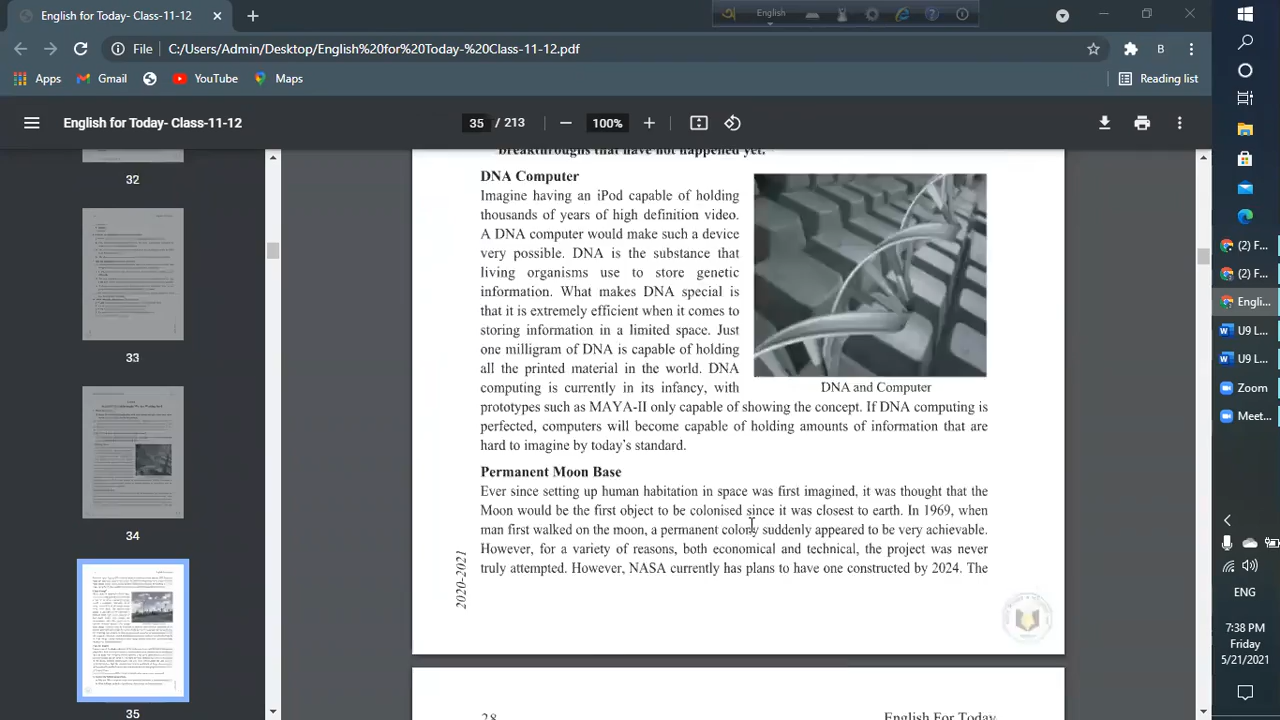 English for Today- Class-11-12
English
File
C:/Users/Admin/Desktop/English%20for%20Today-%20Class-11-12.pdf
B
Apps
Gmail
YouTube
Maps
Reading list
English for Today- Class-11-12
35 / 213
100%
32
33
34
35
breakthroughs that have not happened yet.
DNA Computer
Imagine having an iPod capable of holding
thousands of years of high definition video.
A DNA computer would make such a device
very possible. DNA is the substance that
living organisms use to store genetic
information. What makes DNA special is
that it is extremely efficient when it comes to
storing information in a limited space. Just
one milligram of DNA is capable of holding
all the printed material in the world. DNA
computing is currently in its infancy, with
DNA and Computer
prototypes such as MAYA-II only capable of showing the concept. If DNA computing is
perfected, computers will become capable of holding amounts of information that are
hard to imagine by today's standard.
Permanent Moon Base
Ever since setting up human habitation in space was first imagined, it was thought that the
Moon would be the first object to be colonised since it was closest to earth. In 1969, when
man first walked on the moon, a permanent colony suddenly appeared to be very achievable.
However, for a variety of reasons, both economical and technical, the project was never
truly attempted. However, NASA currently has plans to have one constructed by 2024. The
2020-2021
28
English For Today
(2) F...
(2) F...
Engli...
U9 L...
U9 L...
Zoom
Meet...
ENG
7:38 PM
Friday
5/21/2021